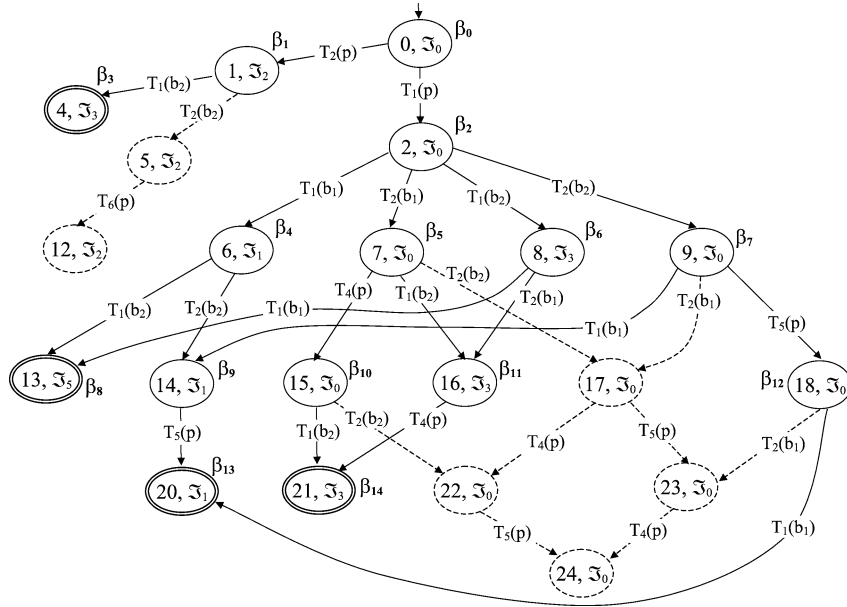 β₀
0, ℑ₀
β₁
T₂(p)
1, ℑ₂
β₃
T₁(b₂)
T₁(p)
4, ℑ₃
T₂(b₂)
β₂
2, ℑ₀
5, ℑ₂
T₁(b₁)
T₂(b₁)
T₁(b₂)
T₂(b₂)
T₆(p)
β₄
β₅
β₆
β₇
12, ℑ₂
6, ℑ₁
7, ℑ₀
8, ℑ₃
9, ℑ₀
T₂(b₂)
T₄(p)
T₁(b₂)
T₂(b₁)
T₂(b₁)
T₁(b₂)
T₂(b₂)
T₁(b₁)
T₁(b₁)
T₅(p)
13, ℑ₅
β₈
14, ℑ₁
β₉
15, ℑ₀
β₁₀
16, ℑ₃
β₁₁
17, ℑ₀
β₁₂
18, ℑ₀
T₅(p)
T₁(b₂)
T₂(b₂)
T₄(p)
T₄(p)
T₅(p)
T₂(b₁)
β₁₃
20, ℑ₁
21, ℑ₃
β₁₄
22, ℑ₀
23, ℑ₀
T₅(p)
T₄(p)
T₁(b₁)
24, ℑ₀